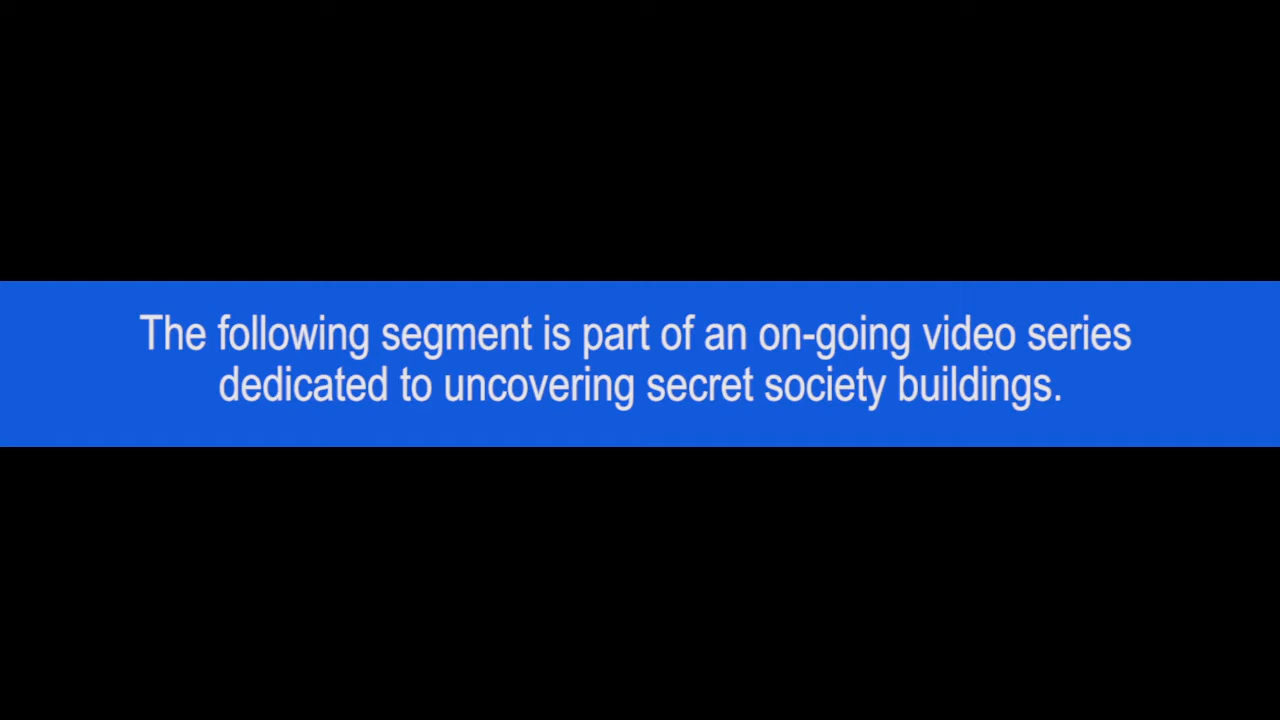 The following segment is part of an on-going video series
dedicated to uncovering secret society buildings.